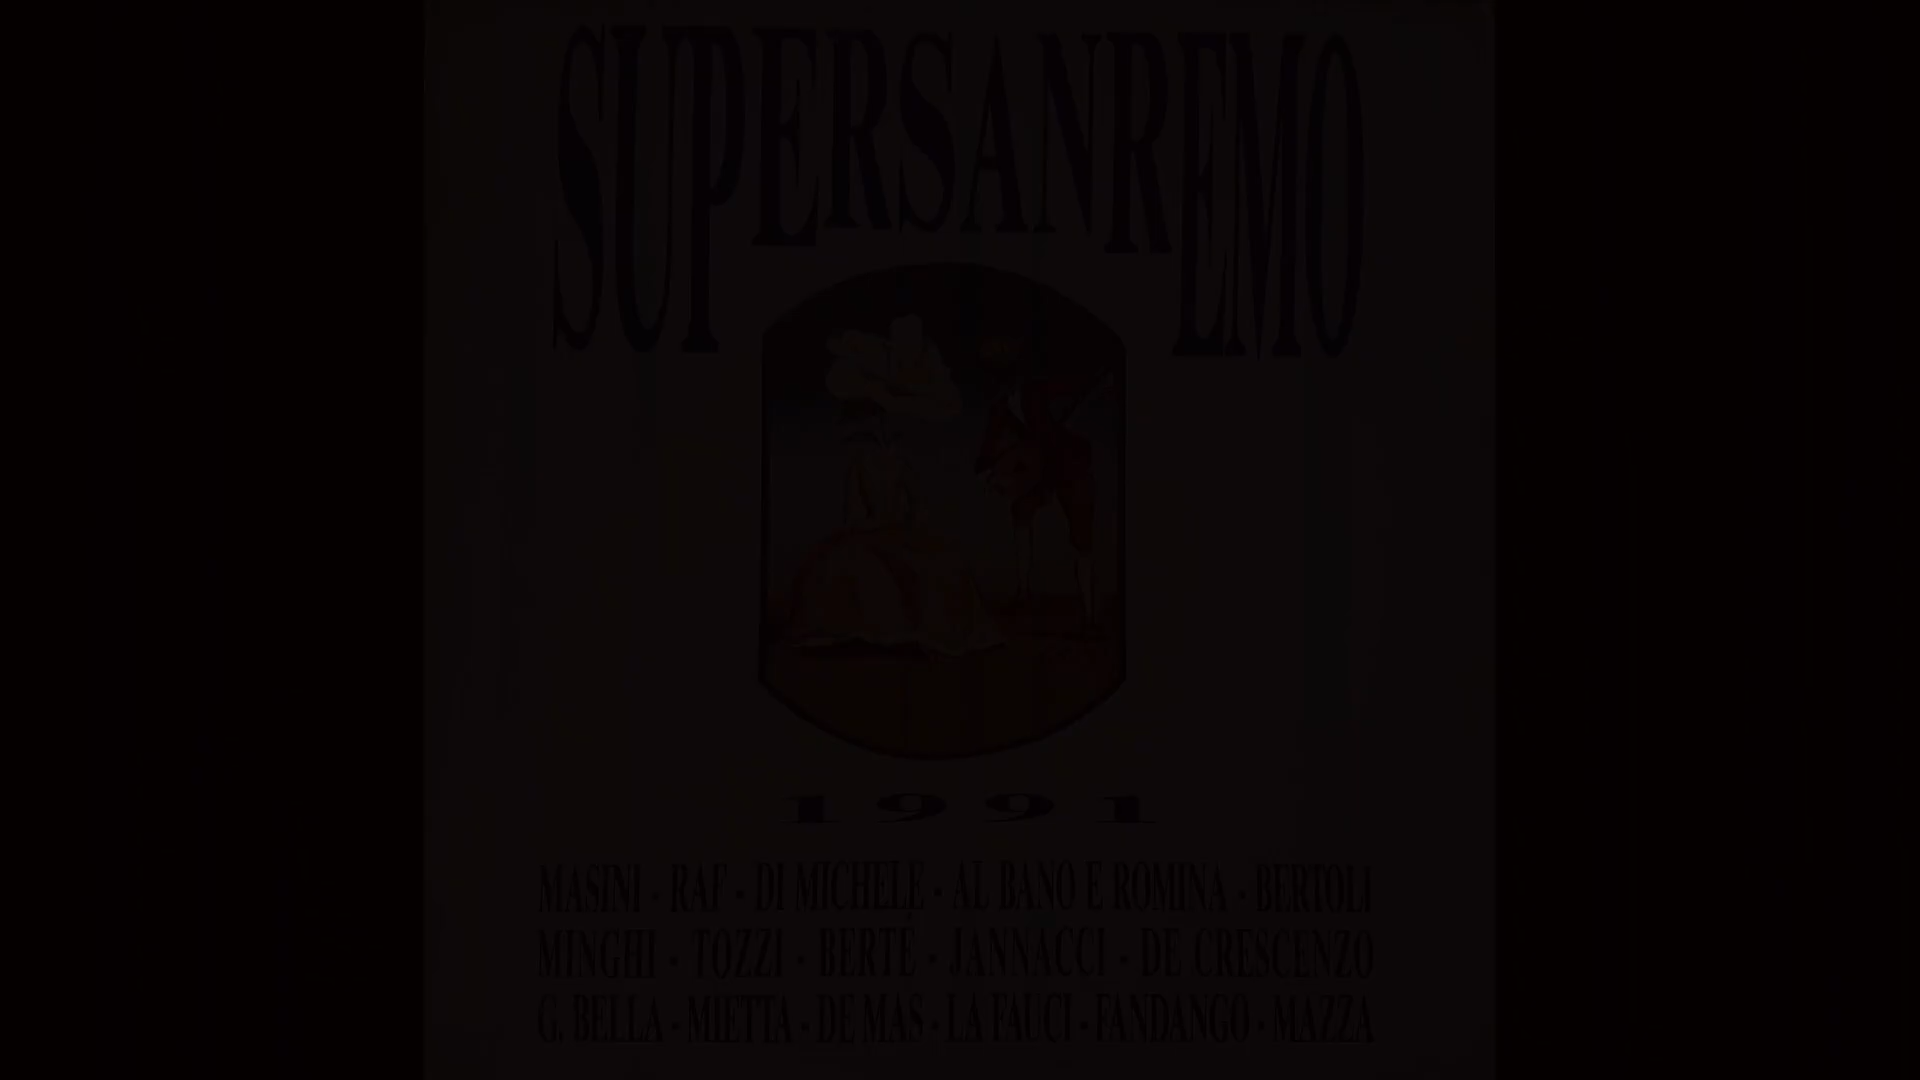 SUPERSANREMO
1991
MASINI - RAF - DI MICHELE - AL BANO E ROMINA - BERTOLI
MINGHI - TOZZI - BERTÉ - JANNACCI - DE CRESCENZO
G. BELLA - MIETTA - DE MAS - LA FAUCI - FANDANGO - MAZZA